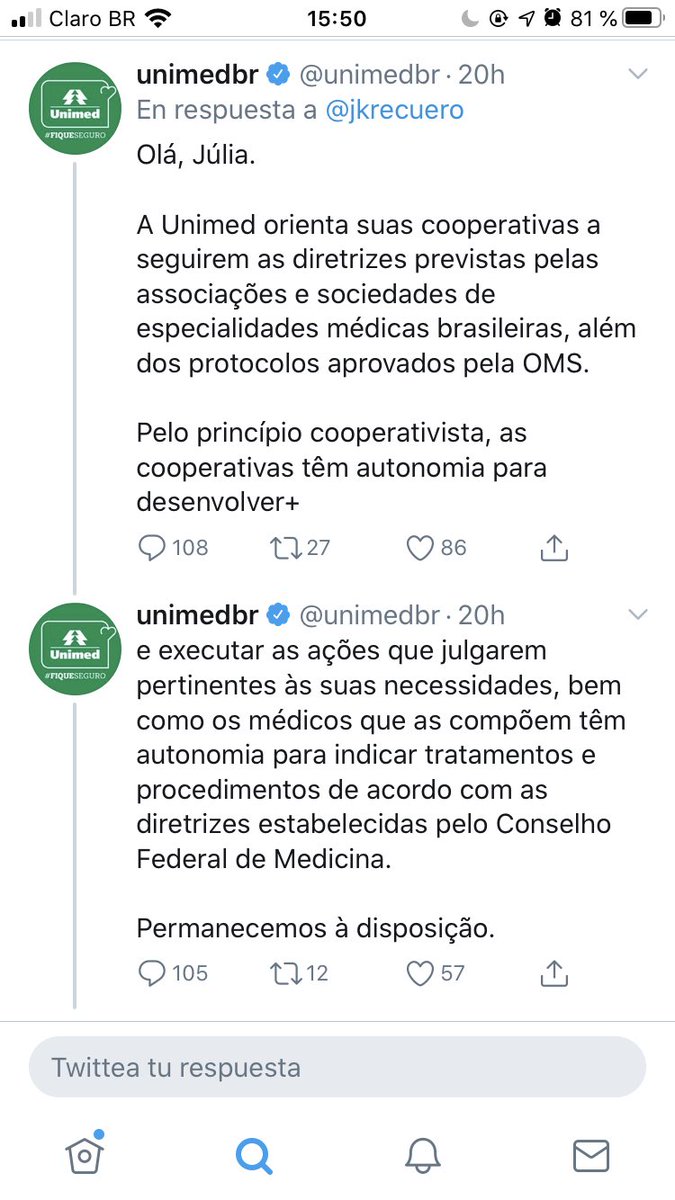 Claro BR 15:50 81 %
unimedbr @unimedbr · 20h
En respuesta a @jkrecuero
Unimed
#FIQUESEGURO
Olá, Júlia.
A Unimed orienta suas cooperativas a
seguirem as diretrizes previstas pelas
associações e sociedades de
especialidades médicas brasileiras, além
dos protocolos aprovados pela OMS.
Pelo princípio cooperativista, as
cooperativas têm autonomia para
desenvolver+
108 27 86
unimedbr @unimedbr · 20h
Unimed
#FIQUESEGURO
e executar as ações que julgarem
pertinentes às suas necessidades, bem
como os médicos que as compõem têm
autonomia para indicar tratamentos e
procedimentos de acordo com as
diretrizes estabelecidas pelo Conselho
Federal de Medicina.
Permanecemos à disposição.
105 12 57
Twittea tu respuesta